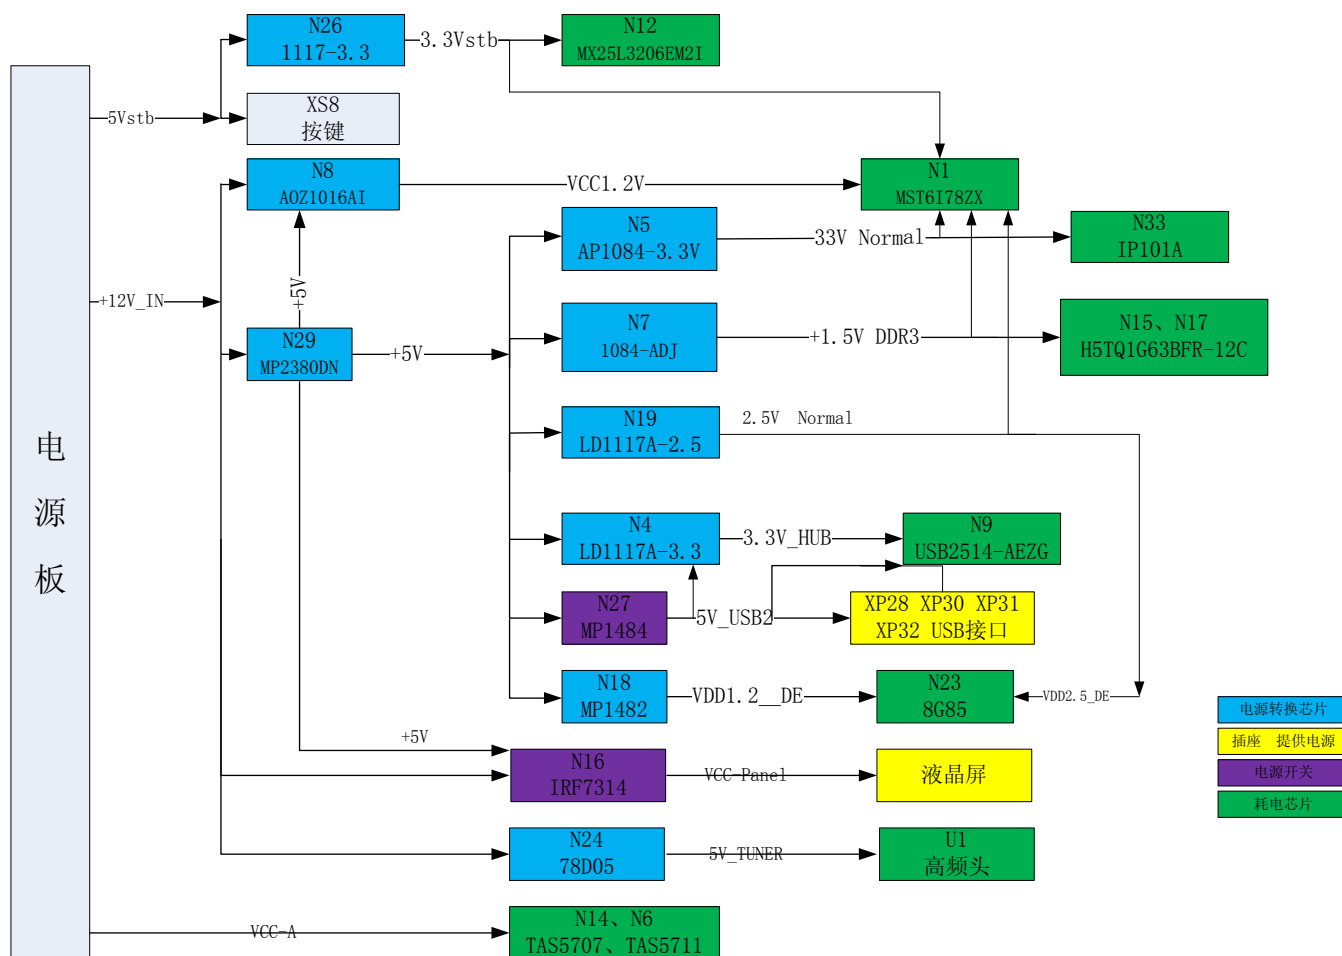 N26
1117-3.3
3.3Vstb
N12
MX25L3206EM2I
5Vstb
XS8
按键
N8
AOZ1016AI
VCC1.2V
N1
MST6I78ZX
N5
AP1084-3.3V
33V Normal
N33
IP101A
+12V_IN
+5V
N29
MP2380DN
+5V
N7
1084-ADJ
+1.5V DDR3
N15、N17
H5TQ1G63BFR-12C
N19
LD1117A-2.5
2.5V Normal
电
源
板
N4
LD1117A-3.3
3.3V_HUB
N9
USB2514-AEZG
N27
MP1484
5V_USB2
XP28 XP30 XP31
XP32 USB接口
N18
MP1482
VDD1.2__DE
N23
8G85
VDD2.5_DE
+5V
N16
IRF7314
VCC-Panel
液晶屏
N24
78D05
5V_TUNER
U1
高频头
VCC-A
N14、N6
TAS5707、TAS5711
电源转换芯片
插座 提供电源
电源开关
耗电芯片